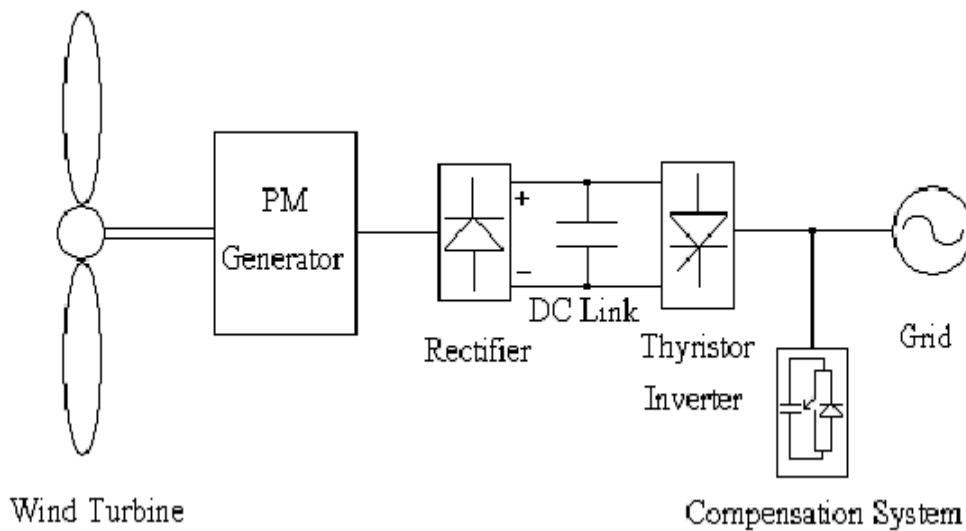 PM
Generator
+
−
DC Link
Rectifier
Thyristor
Inverter
Grid
Wind Turbine
Compensation System